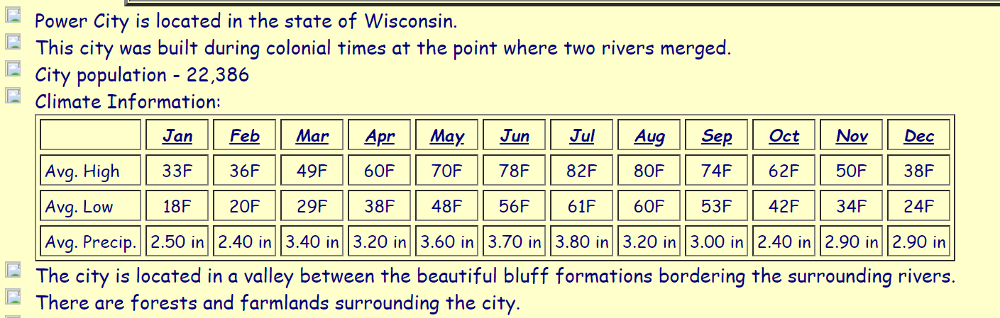 Power City is located in the state of Wisconsin.
This city was built during colonial times at the point where two rivers merged.
City population - 22,386
Climate Information:
Jan Feb Mar Apr May Jun Jul Aug Sep Oct Nov Dec
Avg. High 33F 36F 49F 60F 70F 78F 82F 80F 74F 62F 50F 38F
Avg. Low 18F 20F 29F 38F 48F 56F 61F 60F 53F 42F 34F 24F
Avg. Precip. 2.50 in 2.40 in 3.40 in 3.20 in 3.60 in 3.70 in 3.80 in 3.20 in 3.00 in 2.40 in 2.90 in 2.90 in
The city is located in a valley between the beautiful bluff formations bordering the surrounding rivers.
There are forests and farmlands surrounding the city.